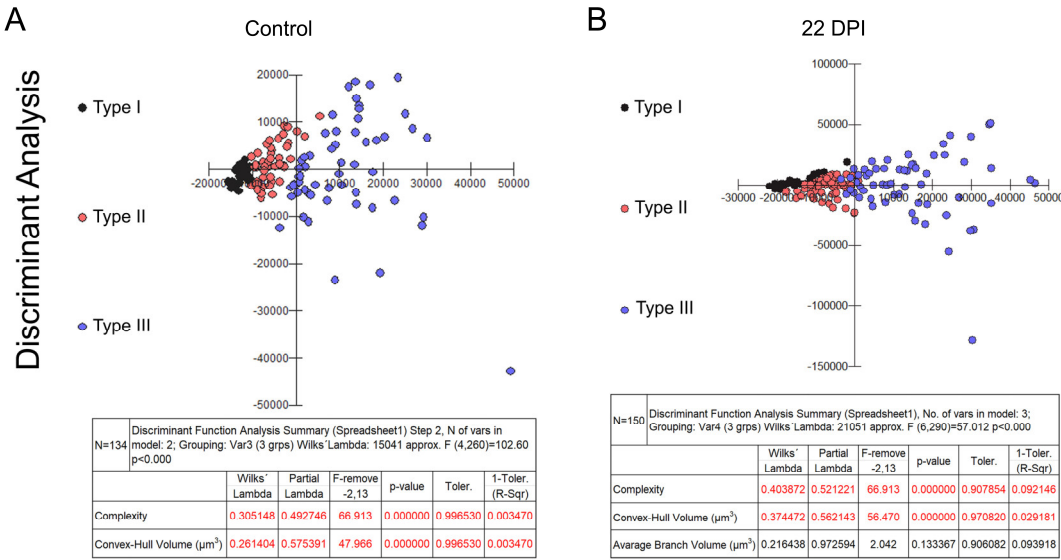 A
Control
B
22 DPI
Discriminant Analysis
Type I
Type II
Type III
20000
10000
-20000
10000
20000
30000
40000
50000
-10000
-20000
-30000
-40000
-50000
Type I
Type II
Type III
100000
50000
-30000
-20000
-10000
10000
20000
30000
40000
50000
-50000
-100000
-150000
N=134
Discriminant Function Analysis Summary (Spreadsheet1) Step 2, N of vars in
model: 2; Grouping: Var3 (3 grps) Wilks´Lambda: 15041 approx. F (4,260)=102.60
p<0.000
Wilks´ Partial F-remove p-value Toler. 1-Toler.
Lambda Lambda -2,13 (R-Sqr)
Complexity 0.305148 0.492746 66.913 0.000000 0.996530 0.003470
Convex-Hull Volume (µm³) 0.261404 0.575391 47.966 0.000000 0.996530 0.003470
N=150
Discriminant Function Analysis Summary (Spreadsheet1), No. of vars in model: 3;
Grouping: Var4 (3 grps) Wilks´Lambda: 21051 approx. F (6,290)=57.012 p<0.000
Wilks´ Partial F-remove p-value Toler. 1-Toler.
Lambda Lambda -2,13 (R-Sqr)
Complexity 0.403872 0.521221 66.913 0.000000 0.907854 0.092146
Convex-Hull Volume (µm³) 0.374472 0.562143 56.470 0.000000 0.970820 0.029181
Avarage Branch Volume (µm³) 0.216438 0.972594 2.042 0.133367 0.906082 0.093918